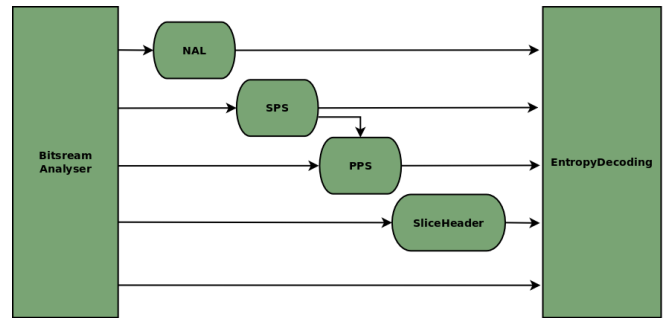 NAL
SPS
PPS
SliceHeader
Bitsream
Analyser
EntropyDecoding